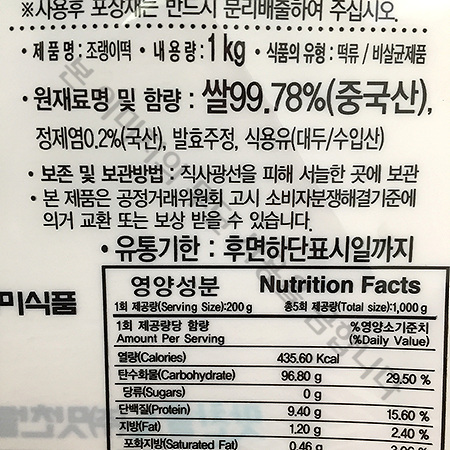 ※사용후 포장재는 반드시 분리배출하여 주십시오.
• 제품명 : 조랭이떡 • 내용량 : 1kg • 식품의 유형 : 떡류 / 비살균제품
• 원재료명 및 함량 : 쌀99.78%(중국산),
정제염0.2%(국산), 발효주정, 식용유(대두/수입산)
• 보존 및 보관방법 : 직사광선을 피해 서늘한 곳에 보관
• 본 제품은 공정거래위원회 고시 소비자분쟁해결기준에
의거 교환 또는 보상 받을 수 있습니다.
• 유통기한 : 후면하단표시일까지
미식품
영양성분 Nutrition Facts
1회 제공량(Serving Size):200 g 총5회 제공량(Total size):1,000 g
1회 제공량당 함량 %영양소기준치
Amount Per Serving (%Daily Value)
열량(Calories) 435.60 Kcal
탄수화물(Carbohydrate) 96.80 g 29.50 %
당류(Sugars) 0 g
단백질(Protein) 9.40 g 15.60 %
지방(Fat) 1.20 g 2.40 %
포화지방(Saturated Fat) 0.46 g